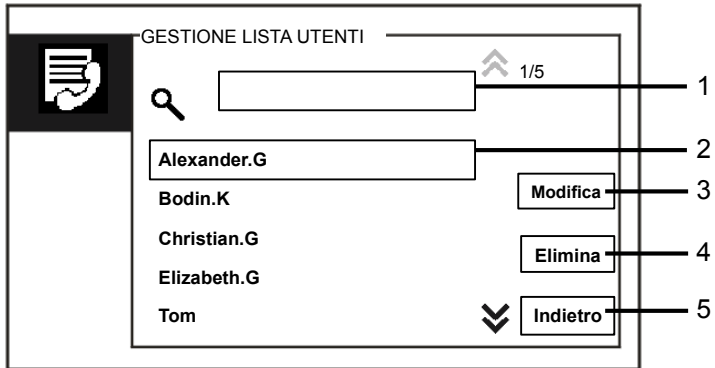 GESTIONE LISTA UTENTI
1/5
1
Alexander.G
2
Bodin.K
Modifica
3
Christian.G
Elimina
4
Elizabeth.G
Tom
Indietro
5